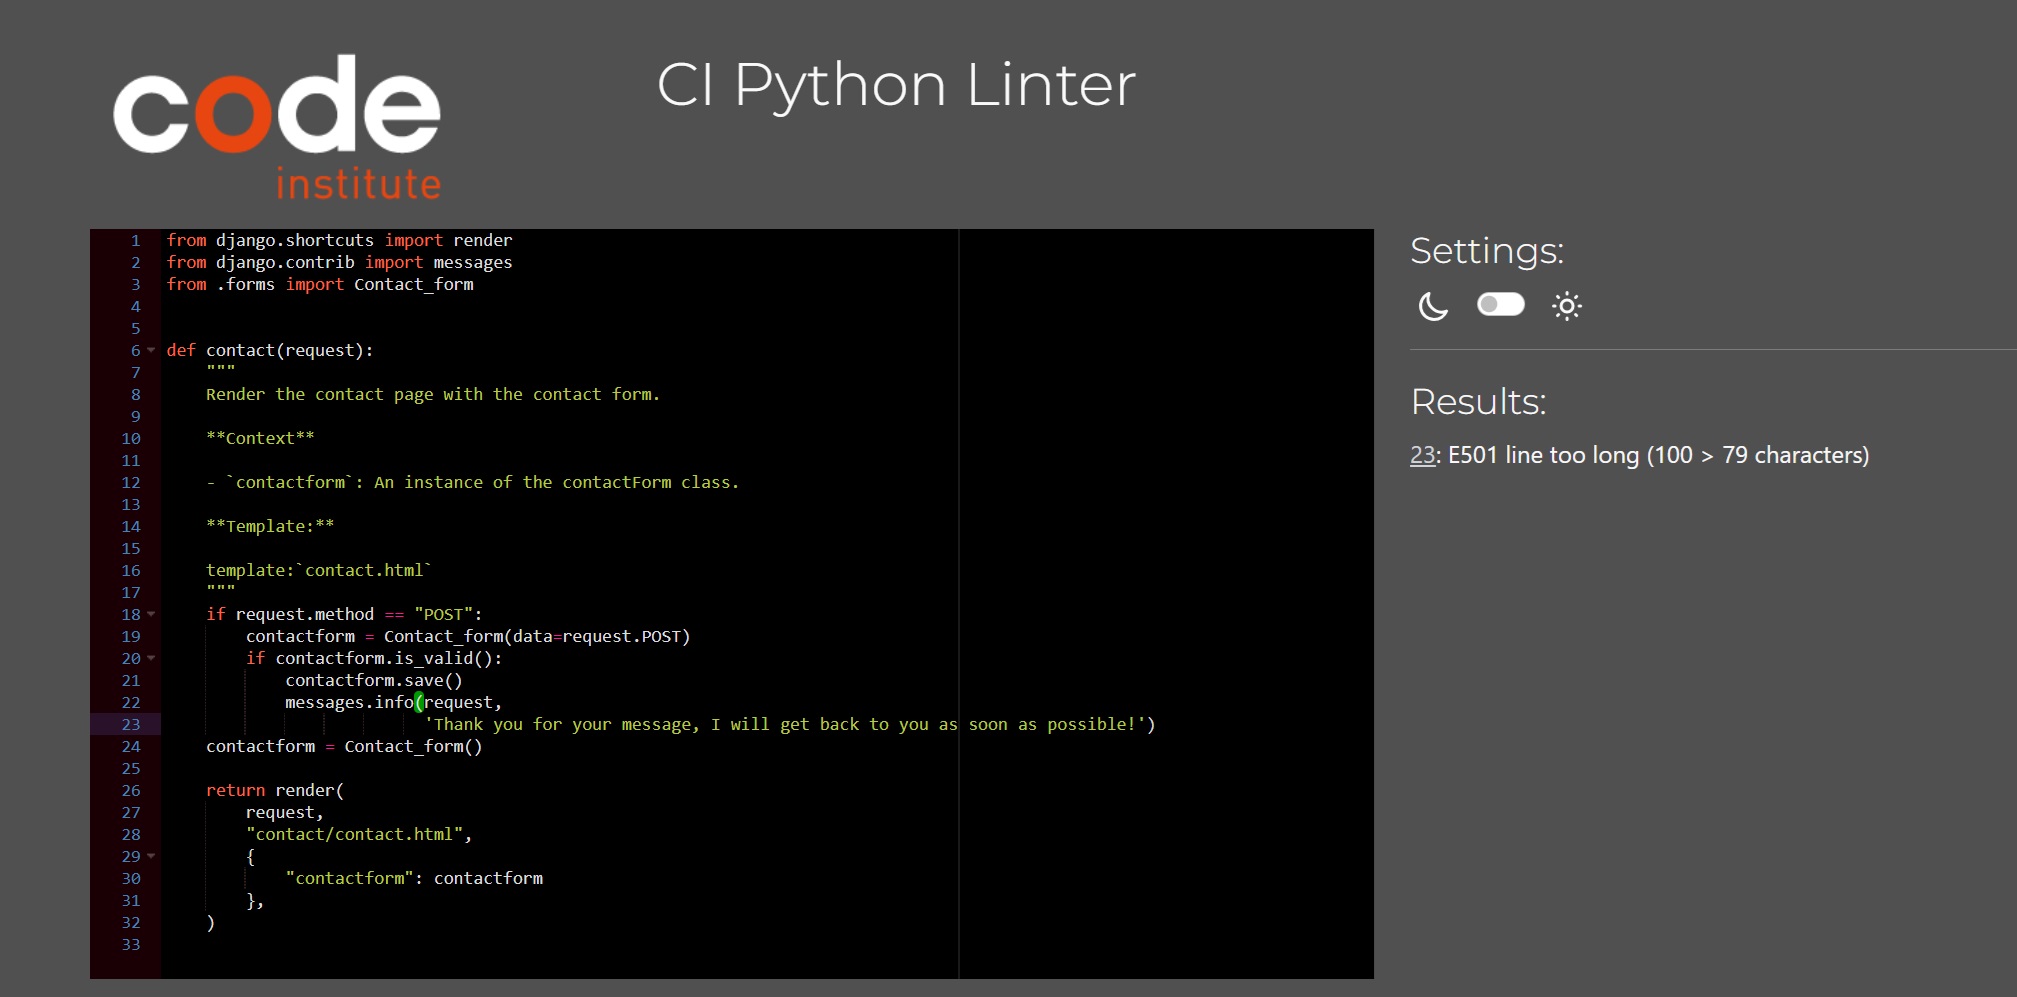 code
institute
CI Python Linter
1 from django.shortcuts import render
2 from django.contrib import messages
3 from .forms import Contact_form
4
5
6 def contact(request):
7     """
8     Render the contact page with the contact form.
9
10     **Context**
11
12     - `contactform`: An instance of the contactForm class.
13
14     **Template:**
15
16     template:`contact.html`
17     """
18     if request.method == "POST":
19         contactform = Contact_form(data=request.POST)
20         if contactform.is_valid():
21             contactform.save()
22             messages.info(request,
23                           'Thank you for your message, I will get back to you as soon as possible!')
24     contactform = Contact_form()
25
26     return render(
27         request,
28         "contact/contact.html",
29         {
30             "contactform": contactform
31         },
32     )
33
Settings:
Results:
23: E501 line too long (100 > 79 characters)